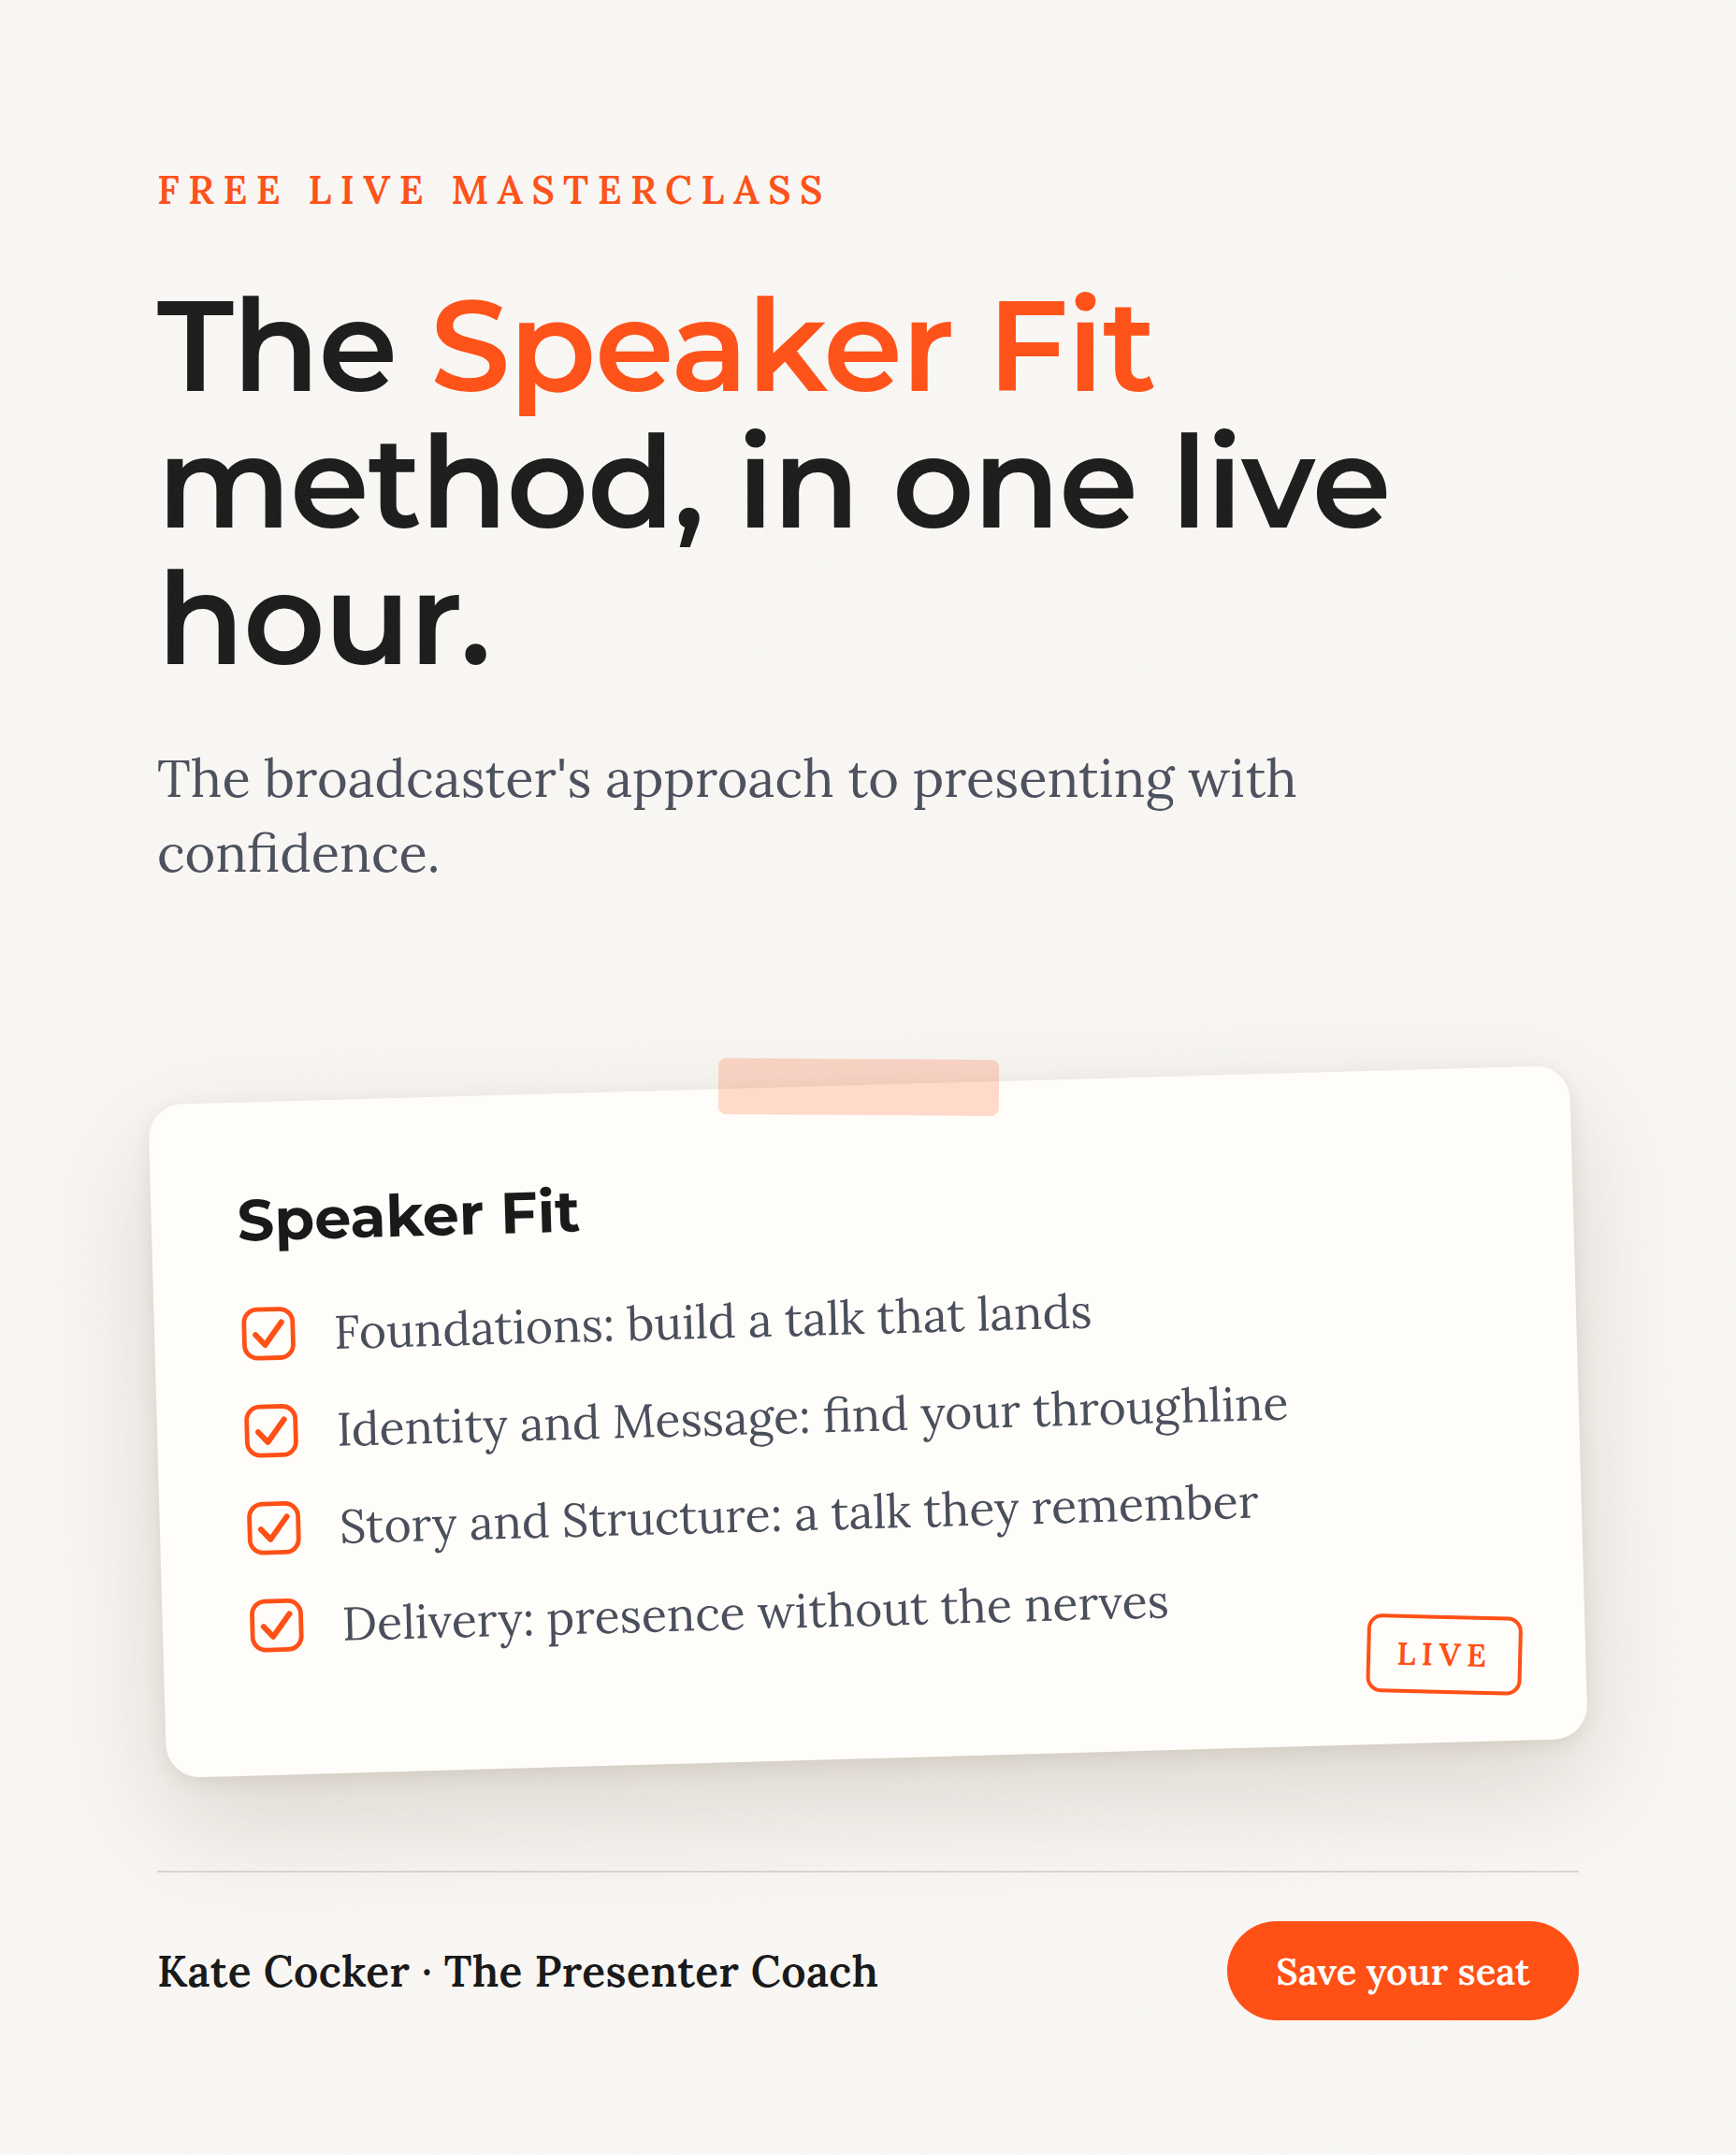 FREE LIVE MASTERCLASS
The Speaker Fit
method, in one live
hour.
The broadcaster's approach to presenting with
confidence.
Speaker Fit
Foundations: build a talk that lands
Identity and Message: find your throughline
Story and Structure: a talk they remember
Delivery: presence without the nerves
LIVE
Kate Cocker · The Presenter Coach
Save your seat